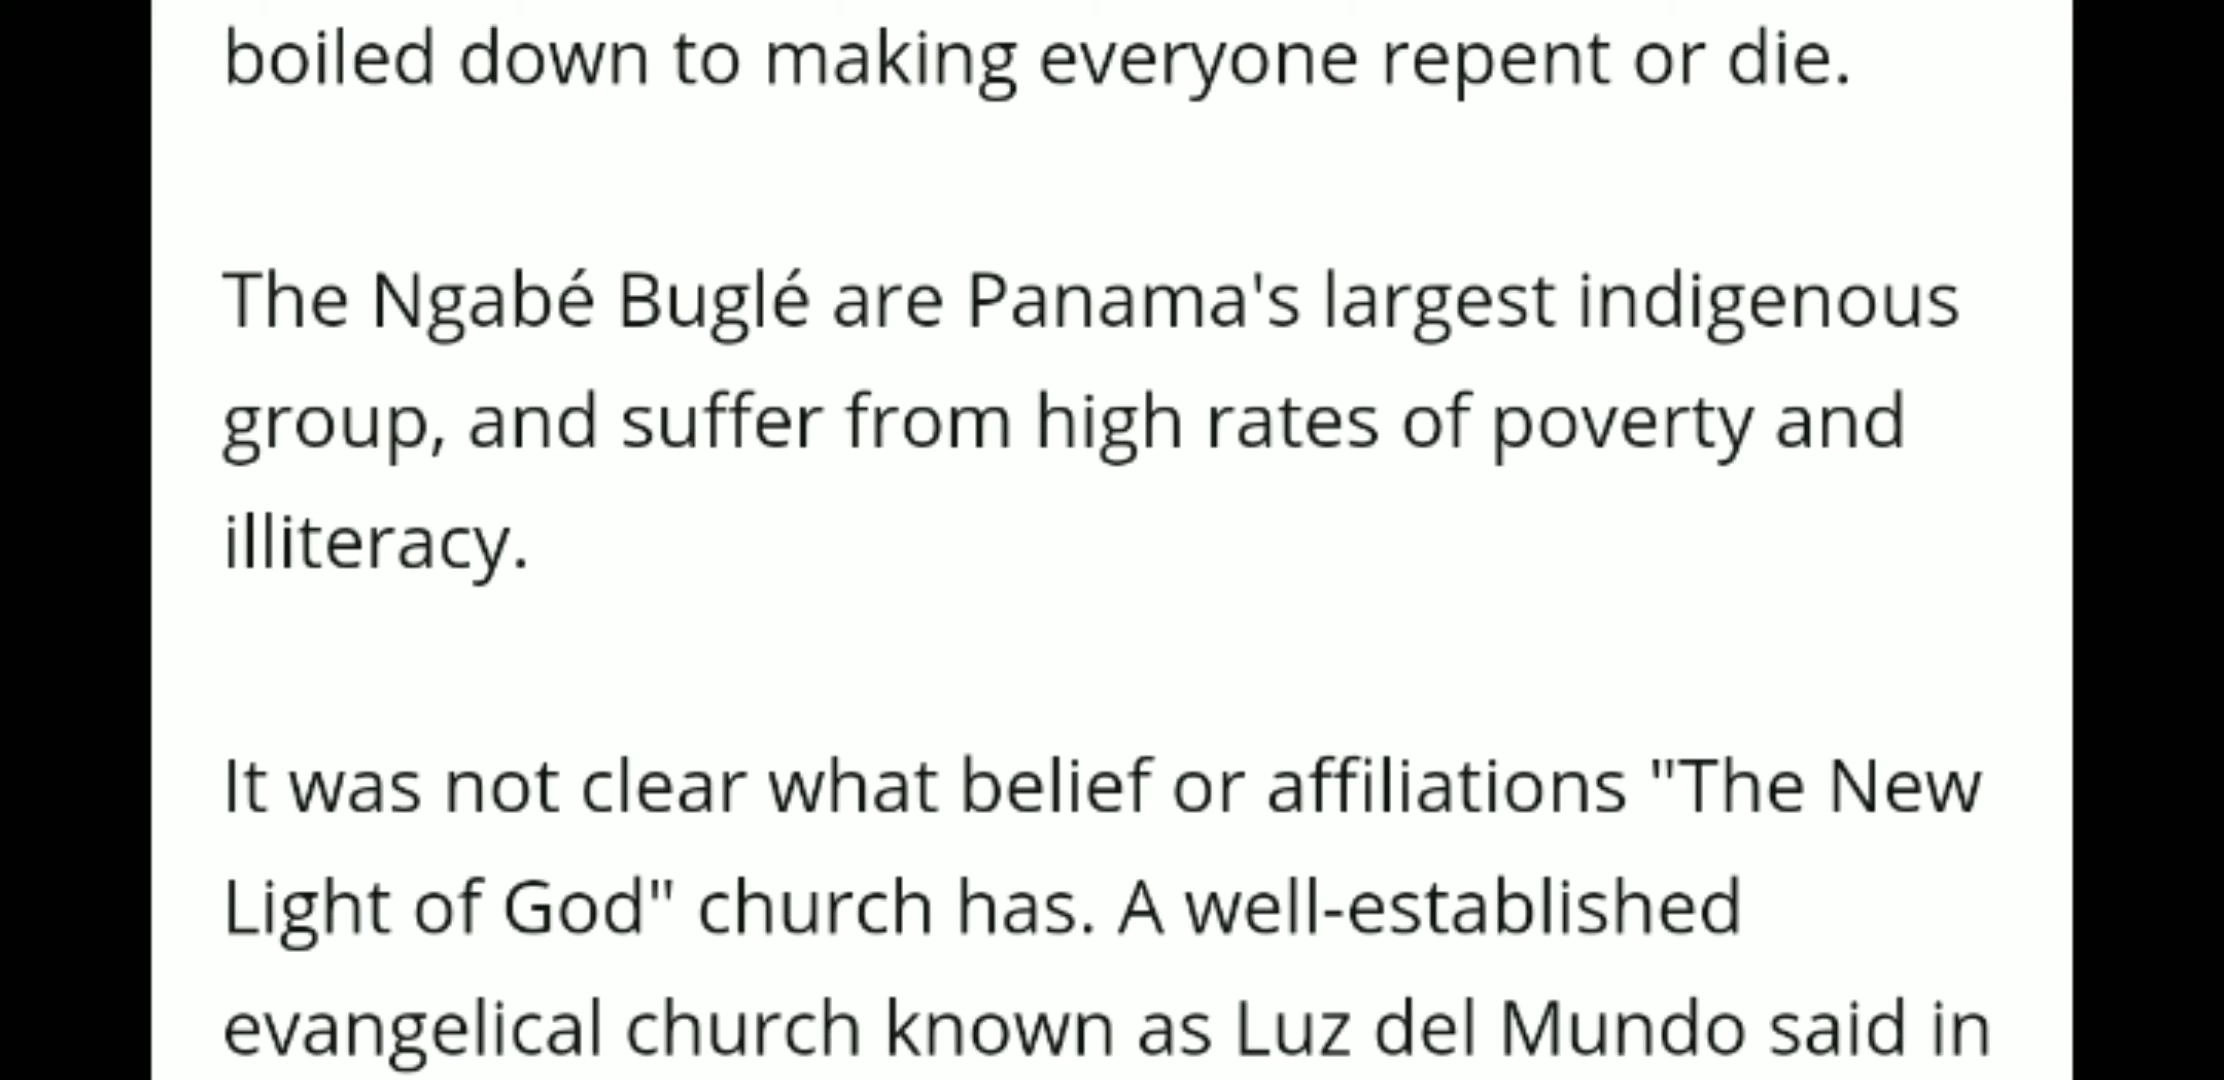 boiled down to making everyone repent or die.
The Ngabé Buglé are Panama's largest indigenous
group, and suffer from high rates of poverty and
illiteracy.
It was not clear what belief or affiliations "The New
Light of God" church has. A well-established
evangelical church known as Luz del Mundo said in